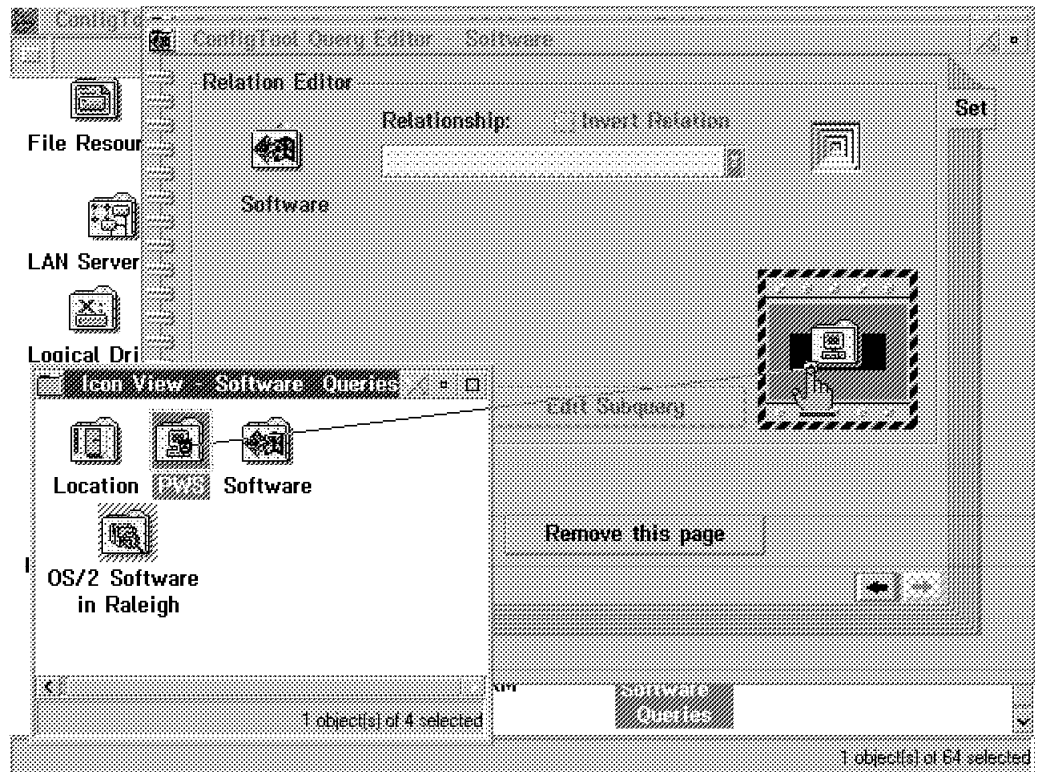 ConfigTo
ConfigTool Query Editor - Software
File Resour
LAN Server
Logical Dri
Relation Editor
Relationship:
Invert Relation
Set
Software
Edit Subquery
Remove this page
Icon View - Software Queries
Location
PWS
Software
OS/2 Software
in Raleigh
1 object(s) of 4 selected
Software
Queries
1 object(s) of 64 selected